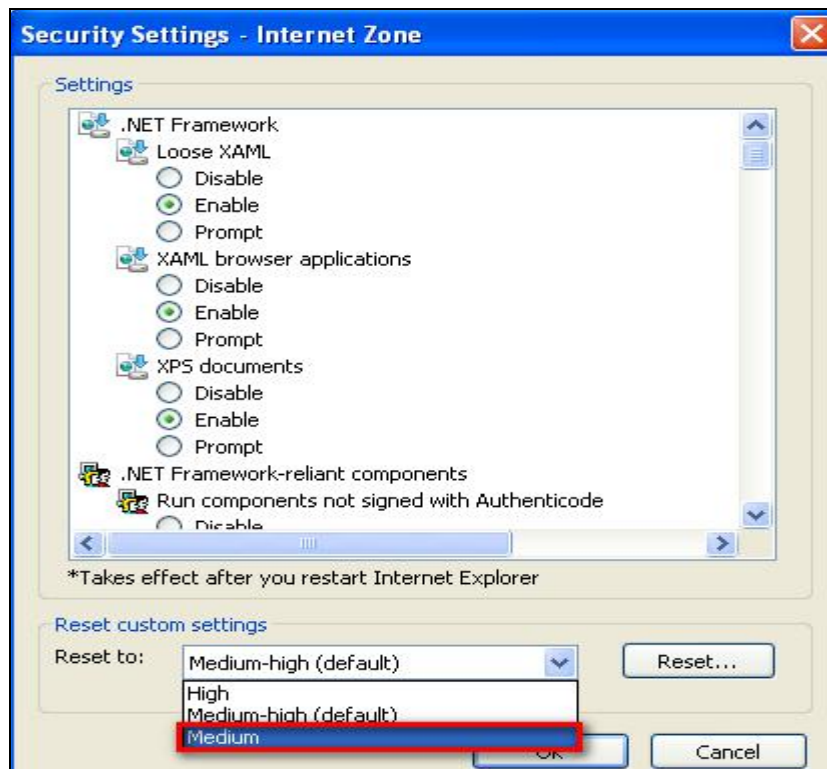 Security Settings - Internet Zone
Settings
.NET Framework
Loose XAML
Disable
Enable
Prompt
XAML browser applications
Disable
Enable
Prompt
XPS documents
Disable
Enable
Prompt
.NET Framework-reliant components
Run components not signed with Authenticode
Disable
*Takes effect after you restart Internet Explorer
Reset custom settings
Reset to:
Medium-high (default)
Reset...
High
Medium-high (default)
Medium
OK
Cancel